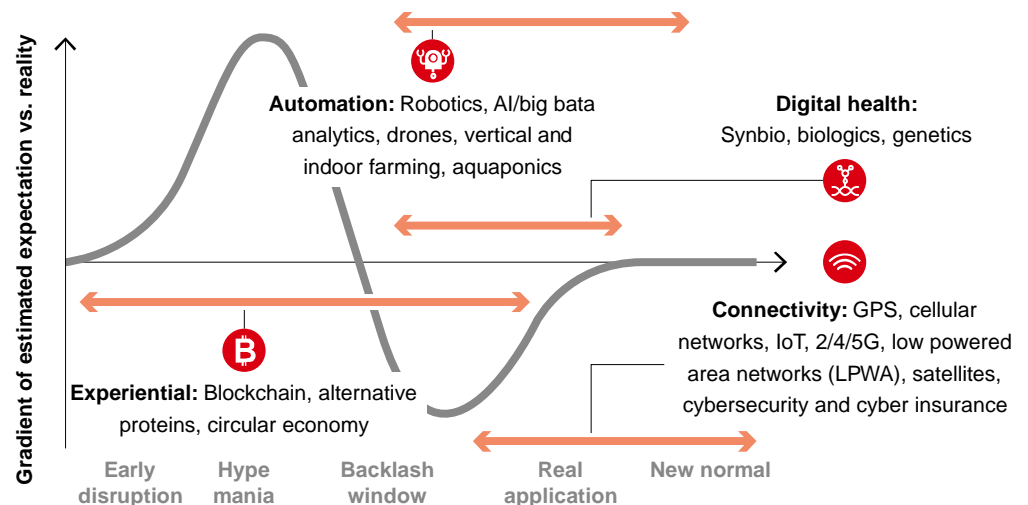 Gradient of estimated expectation vs. reality
Automation: Robotics, AI/big bata
analytics, drones, vertical and
indoor farming, aquaponics
Digital health:
Synbio, biologics, genetics
Connectivity: GPS, cellular
networks, IoT, 2/4/5G, low powered
area networks (LPWA), satellites,
cybersecurity and cyber insurance
B
Experiential: Blockchain, alternative
proteins, circular economy
Early
disruption
Hype
mania
Backlash
window
Real
application
New normal